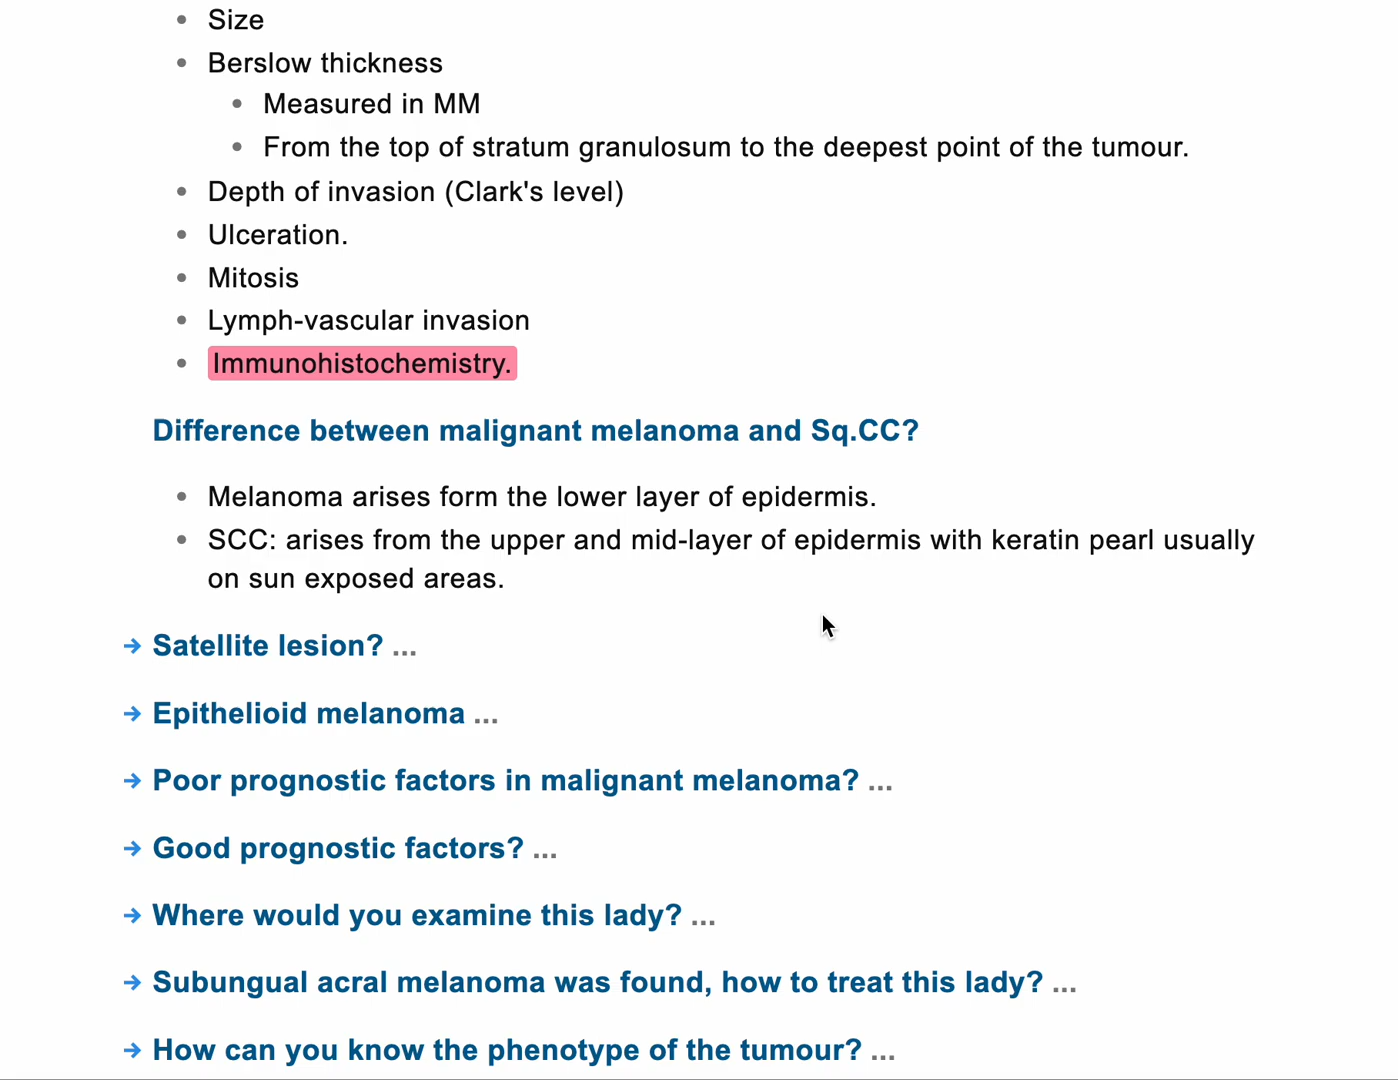 Size
Berslow thickness
Measured in MM
From the top of stratum granulosum to the deepest point of the tumour.
Depth of invasion (Clark's level)
Ulceration.
Mitosis
Lymph-vascular invasion
Immunohistochemistry.
Difference between malignant melanoma and Sq.CC?
Melanoma arises form the lower layer of epidermis.
SCC: arises from the upper and mid-layer of epidermis with keratin pearl usually
on sun exposed areas.
Satellite lesion? ...
Epithelioid melanoma ...
Poor prognostic factors in malignant melanoma? ...
Good prognostic factors? ...
Where would you examine this lady? ...
Subungual acral melanoma was found, how to treat this lady? ...
How can you know the phenotype of the tumour? ...